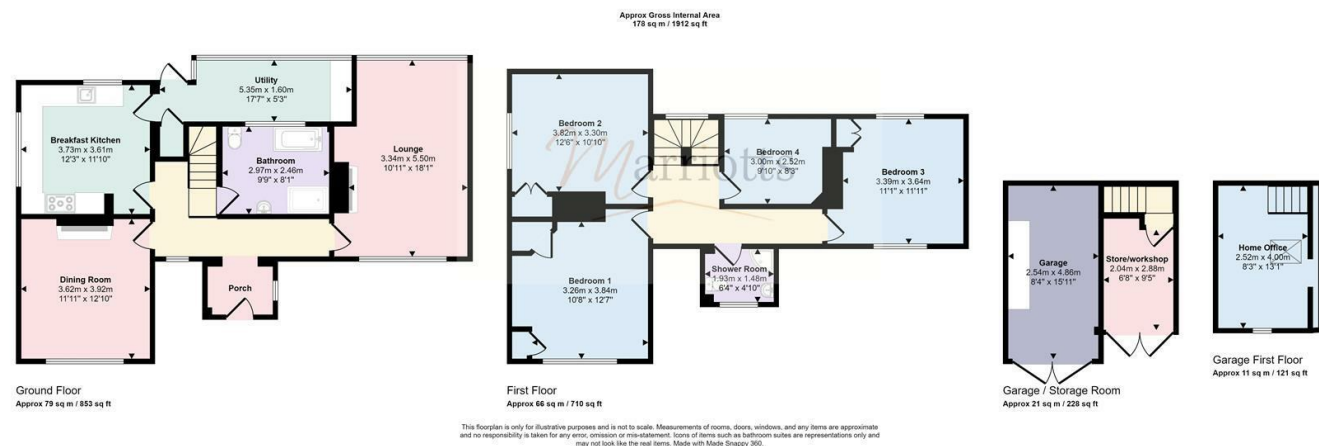 Approx Gross Internal Area
178 sq m / 1912 sq ft
Utility
5.35m x 1.60m
17'7" x 5'3"
Breakfast Kitchen
3.73m x 3.61m
12'3" x 11'10"
Bathroom
2.97m x 2.46m
9'9" x 8'1"
Lounge
3.34m x 5.50m
10'11" x 18'1"
Dining Room
3.62m x 3.92m
11'11" x 12'10"
Porch
Ground Floor
Approx 79 sq m / 853 sq ft
Bedroom 2
3.82m x 3.30m
12'6" x 10'10"
Bedroom 4
3.00m x 2.52m
9'10" x 8'3"
Bedroom 3
3.39m x 3.64m
11'1" x 11'11"
Marriotts
Bedroom 1
3.26m x 3.84m
10'8" x 12'7"
Shower Room
1.93m x 1.48m
6'4" x 4'10"
First Floor
Approx 66 sq m / 710 sq ft
Garage
2.54m x 4.86m
8'4" x 15'11"
Store/workshop
2.04m x 2.88m
6'8" x 9'5"
Garage / Storage Room
Approx 21 sq m / 228 sq ft
Home Office
2.52m x 4.00m
8'3" x 13'1"
Garage First Floor
Approx 11 sq m / 121 sq ft
This floorplan is only for illustrative purposes and is not to scale. Measurements of rooms, doors, windows, and any items are approximate
and no responsibility is taken for any error, omission or mis-statement. Icons of items such as bathroom suites are representations only and
may not look like the real items. Made with Made Snappy 360.